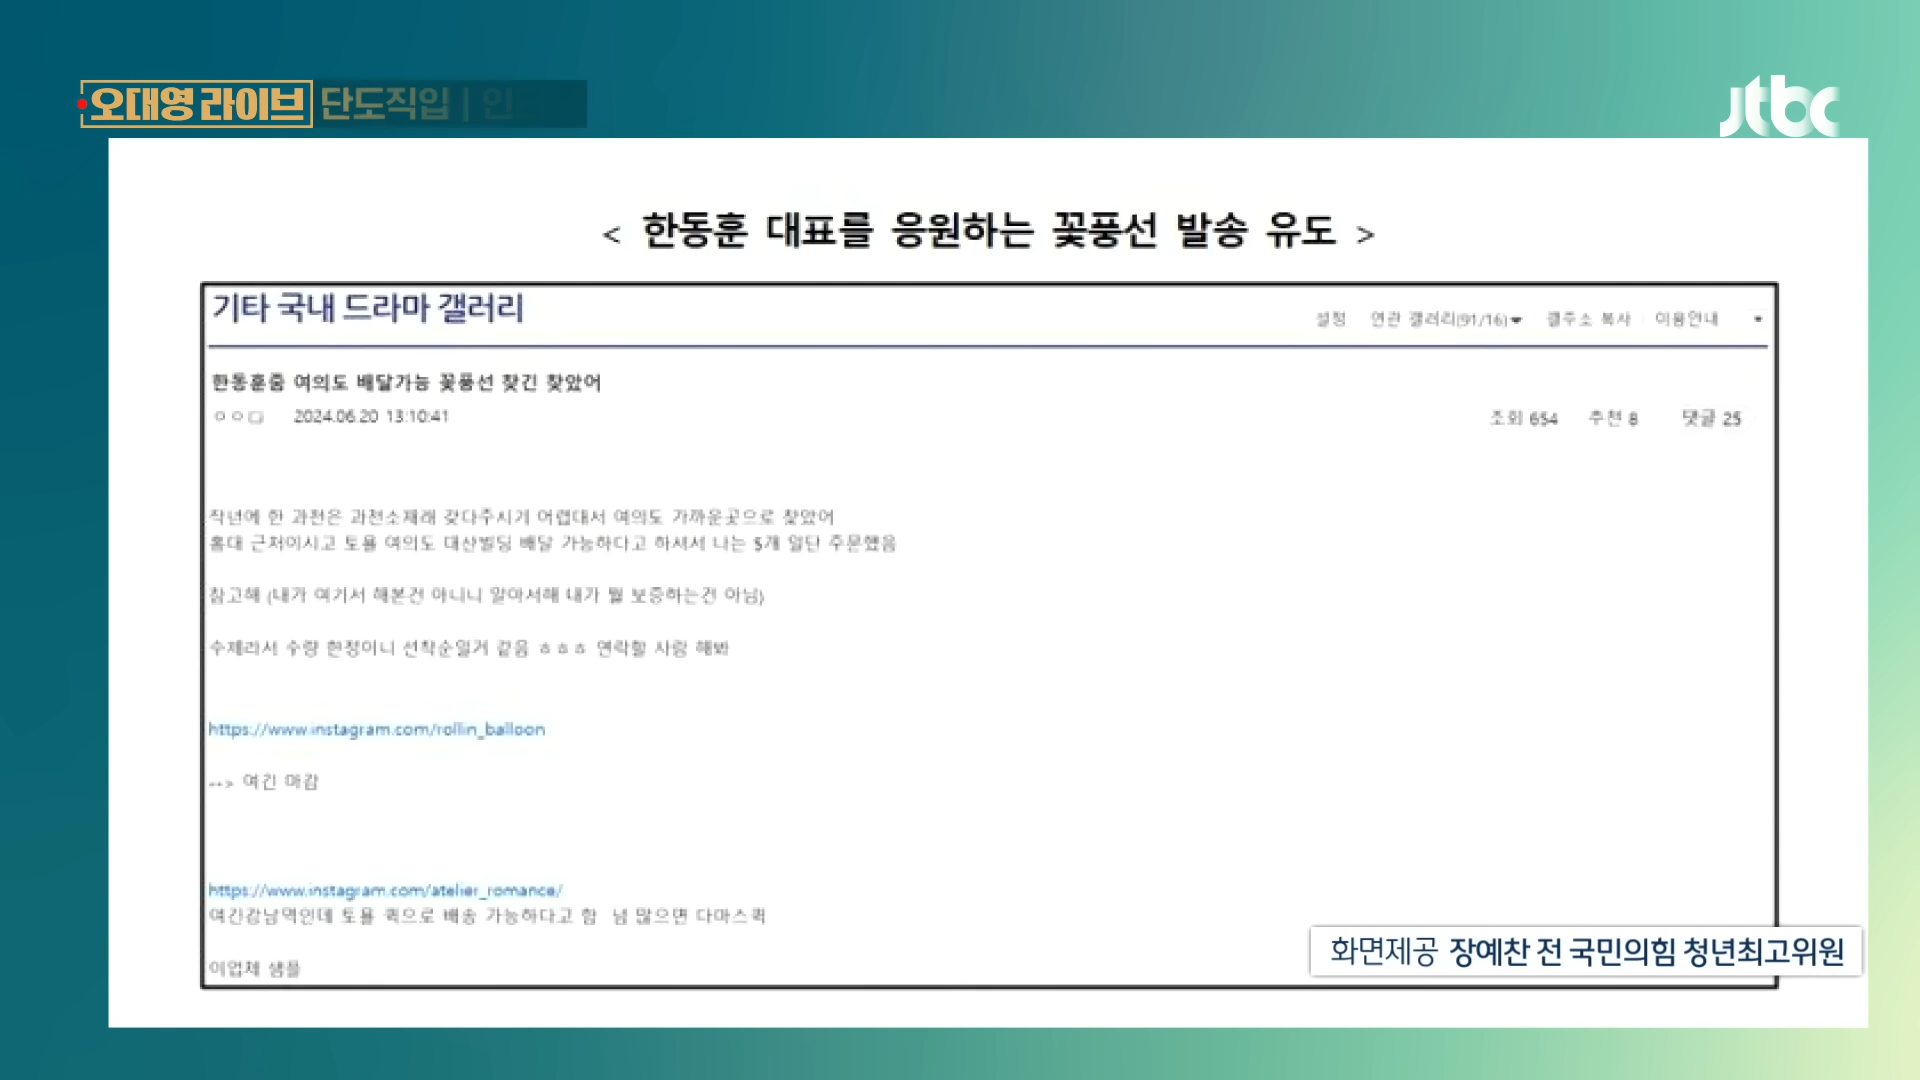 오대영 라이브 단도직입 |
jtbc
< 한동훈 대표를 응원하는 꽃풍선 발송 유도 >
기타 국내 드라마 갤러리
설정 연관 갤러리(91/16) 갤주소 복사 이용안내
한동훈줌 여의도 배달가능 꽃풍선 찾긴 찾았어
ㅇㅇㅁ 2024.06.20 13:10:41
조회 654 추천 8 댓글 25
작년에 한 과천은 과천소재래 갖다주시기 어렵대서 여의도 가까운곳으로 찾았어
홍대 근처이시고 토욜 여의도 대산빌딩 배달 가능하다고 하셔서 나는 5개 일단 주문했음
참고해 (내가 여기서 해본건 아니니 알아서해 내가 뭘 보증하는건 아님)
수제라서 수량 한정이니 선착순일거 같음 ㅎㅎㅎ 연락할 사람 해봐
https://www.instagram.com/rollin_balloon
--> 여긴 마감
https://www.instagram.com/atelier_romance/
여긴강남역인데 토욜 퀵으로 배송 가능하다고 함 넘 많으면 다마스퀵
이업체 샘플
화면제공 장예찬 전 국민의힘 청년최고위원